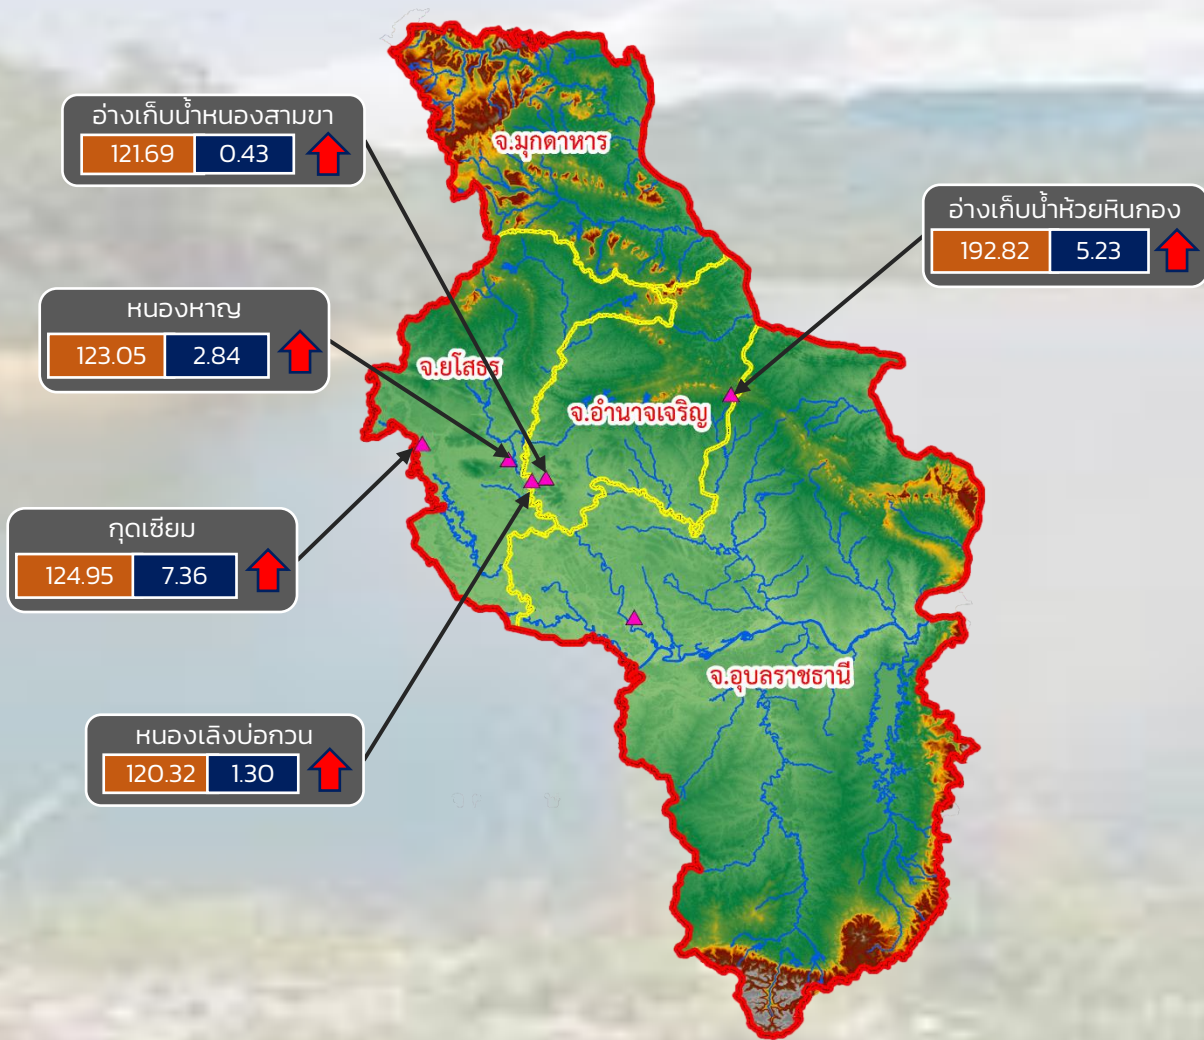 อ่างเก็บน้ำหนองสามขา
121.69 0.43
จ.มุกดาหาร
อ่างเก็บน้ำห้วยหินกอง
192.82 5.23
หนองหาญ
123.05 2.84
จ.ยโสธร
จ.อำนาจเจริญ
กุดเซียม
124.95 7.36
จ.อุบลราชธานี
หนองเลิงบ่อกวน
120.32 1.30